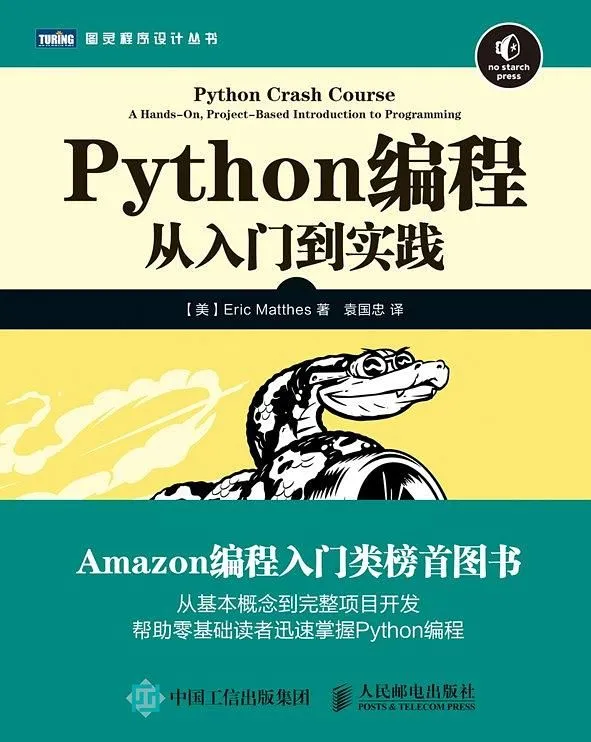 TURING 图灵程序设计丛书
no starch
press
Python Crash Course
A Hands-On, Project-Based Introduction to Programming
Python编程
从入门到实践
【美】Eric Matthes 著 袁国忠 译
Amazon编程入门类榜首图书
从基本概念到完整项目开发
帮助零基础读者迅速掌握Python编程
中国工信出版集团 人民邮电出版社
POSTS & TELECOM PRESS